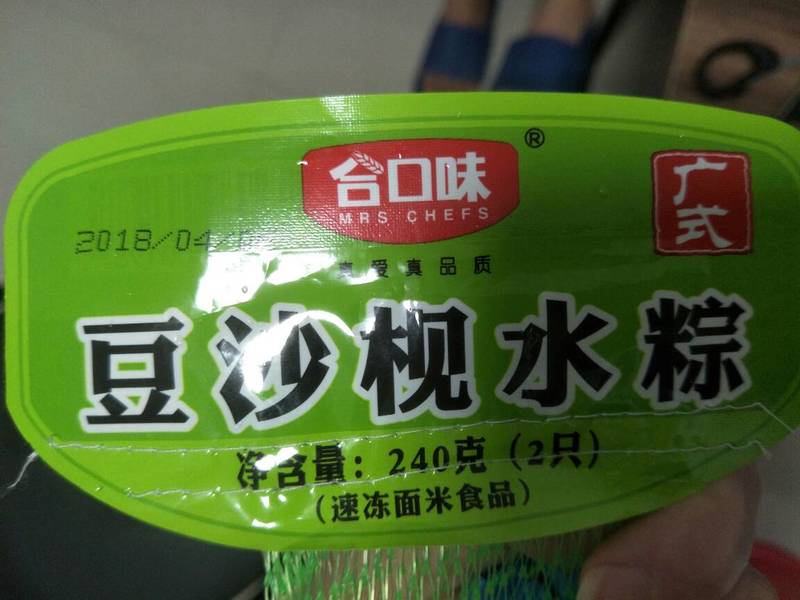 合口味®
MRS CHEFS
广式
2018/04/
真爱真品质
豆沙枧水粽
净含量：240克（2只）
（速冻面米食品）